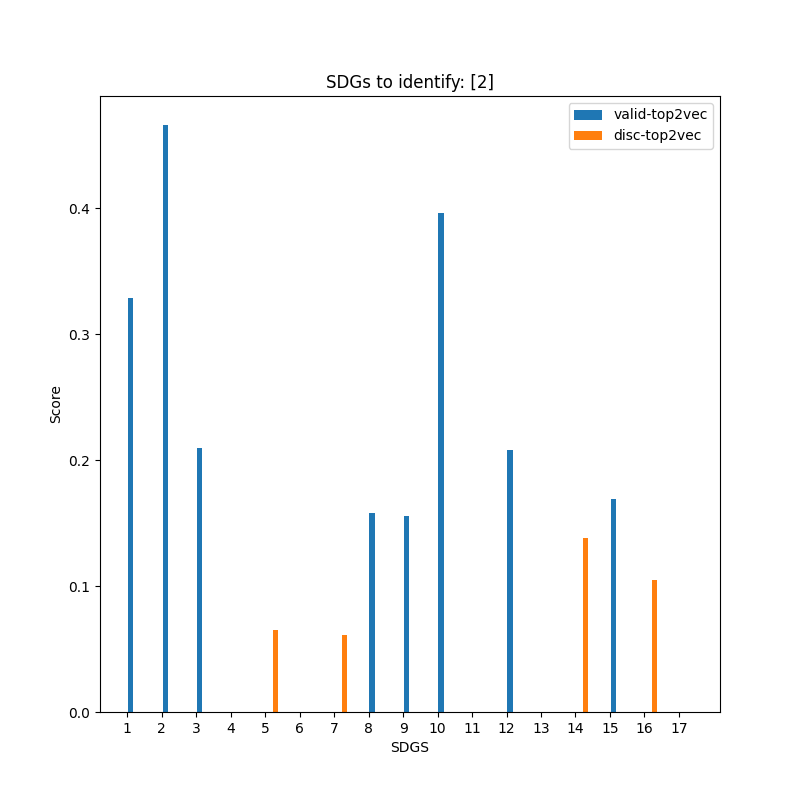 SDGs to identify: [2]
valid-top2vec
disc-top2vec
Score
0.4
0.3
0.2
0.1
0.0
1 2 3 4 5 6 7 8 9 10 11 12 13 14 15 16 17
SDGS